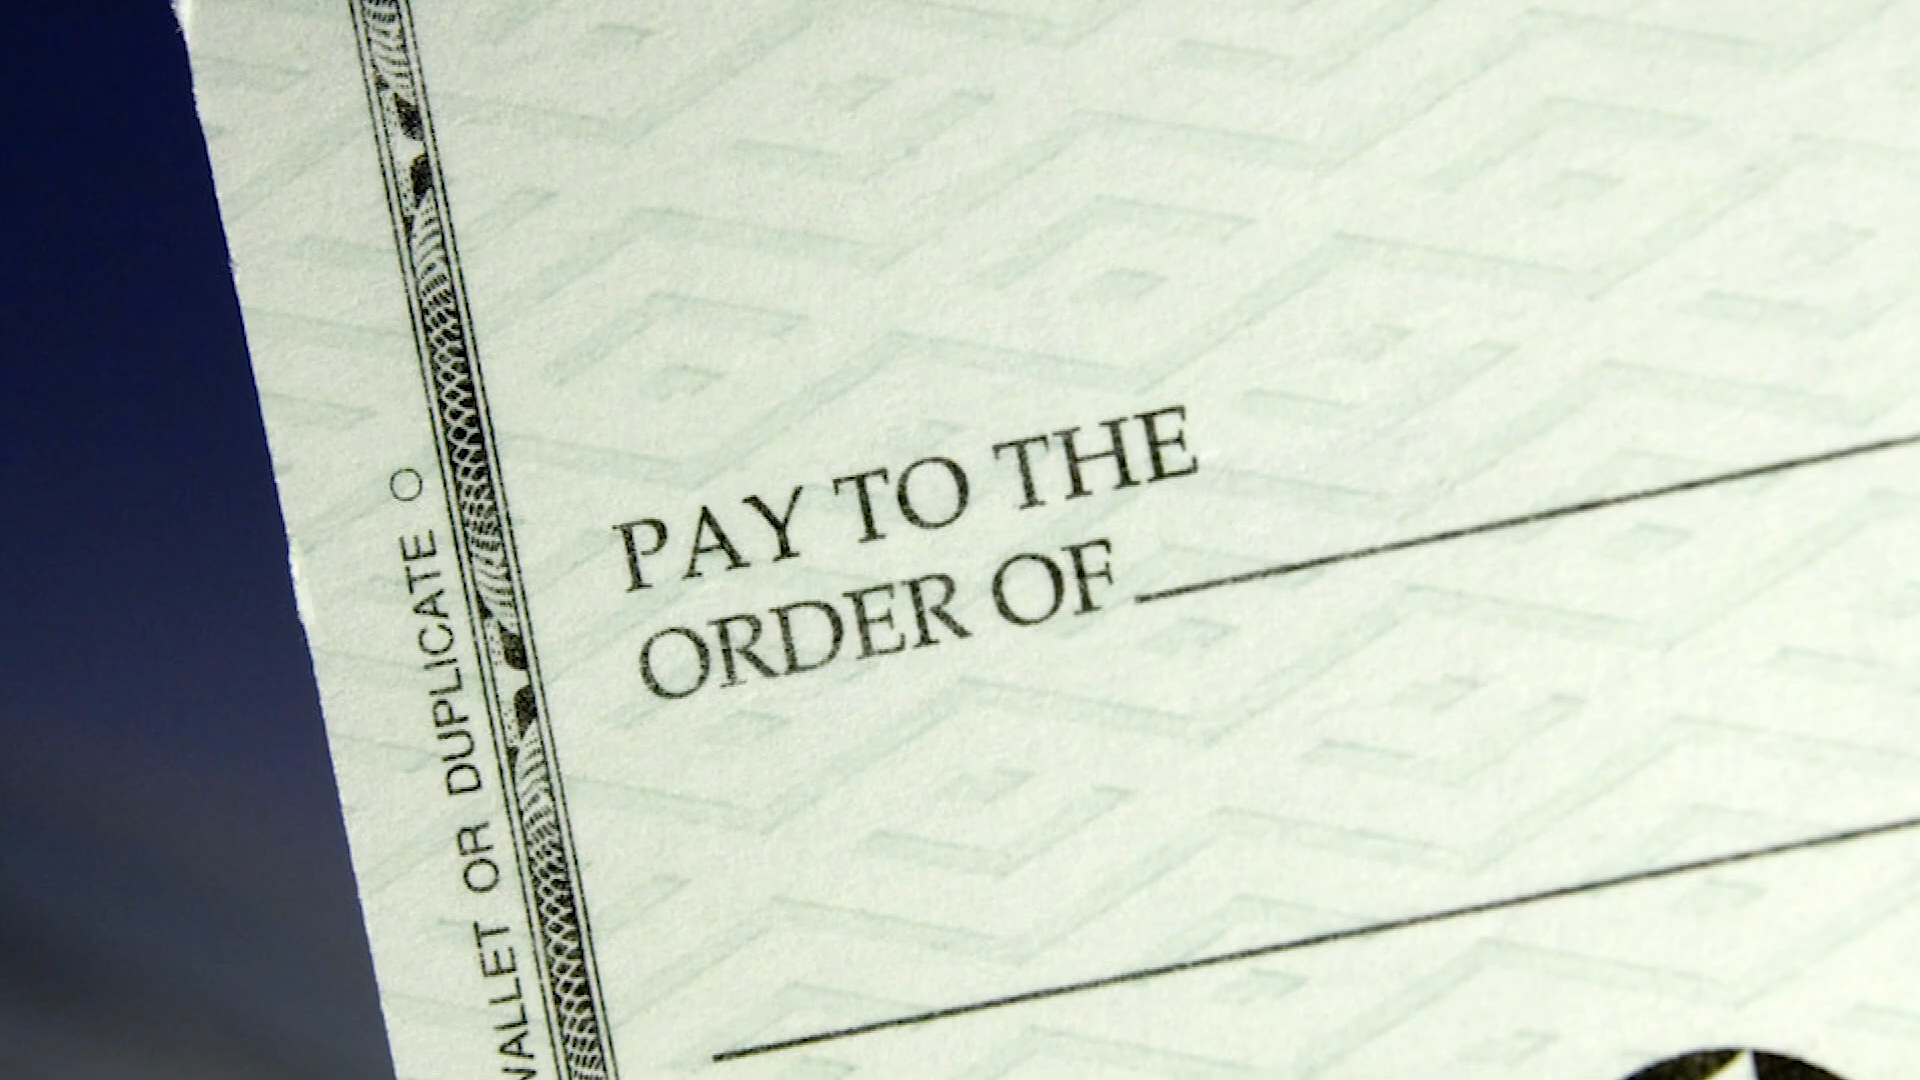 PAY TO THE
ORDER OF
WALLET OR DUPLICATE